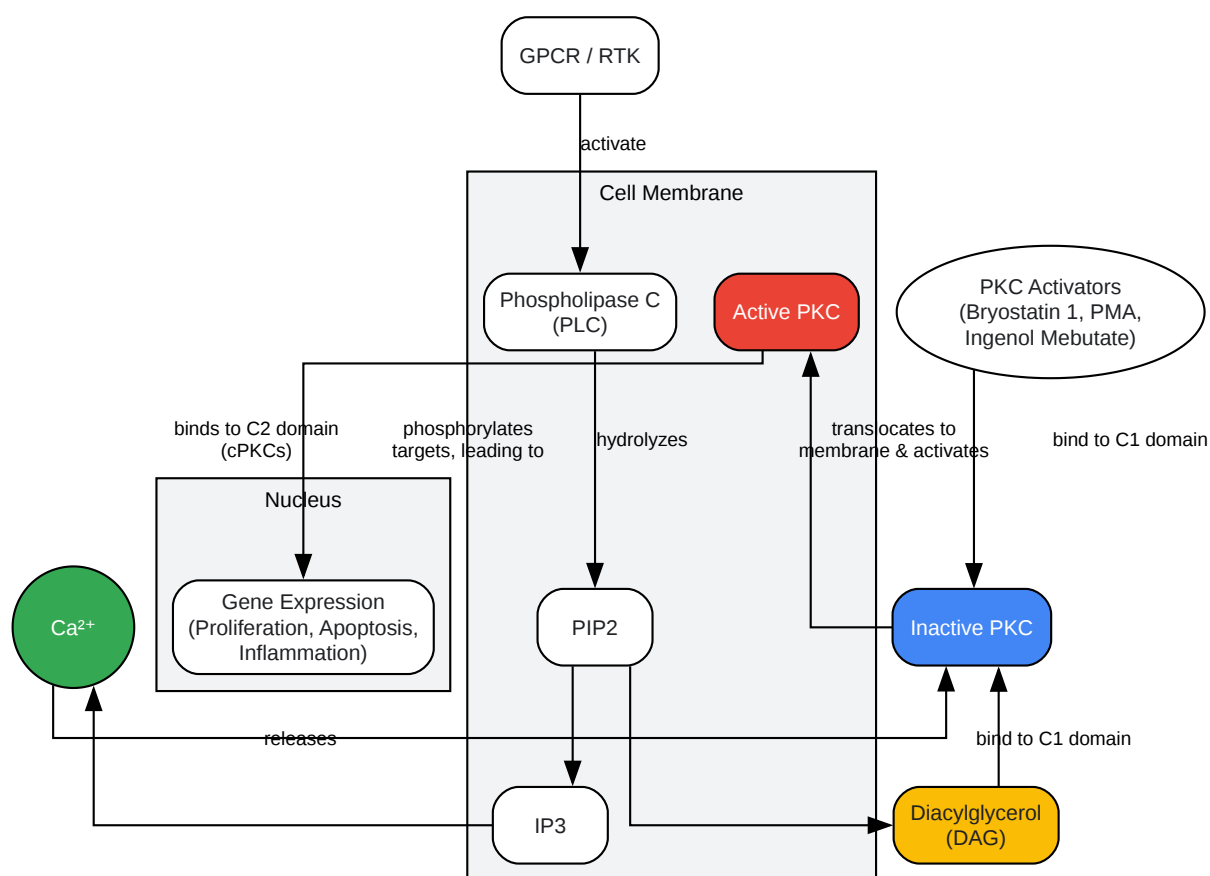 GPCR / RTK
activate
Cell Membrane
Phospholipase C
(PLC)
Active PKC
PKC Activators
(Bryostatin 1, PMA,
Ingenol Mebutate)
binds to C2 domain
(cPKCs)
phosphorylates
targets, leading to
hydrolyzes
translocates to
membrane & activates
bind to C1 domain
Nucleus
Gene Expression
(Proliferation, Apoptosis,
Inflammation)
Ca²⁺
PIP2
Inactive PKC
releases
bind to C1 domain
IP3
Diacylglycerol
(DAG)